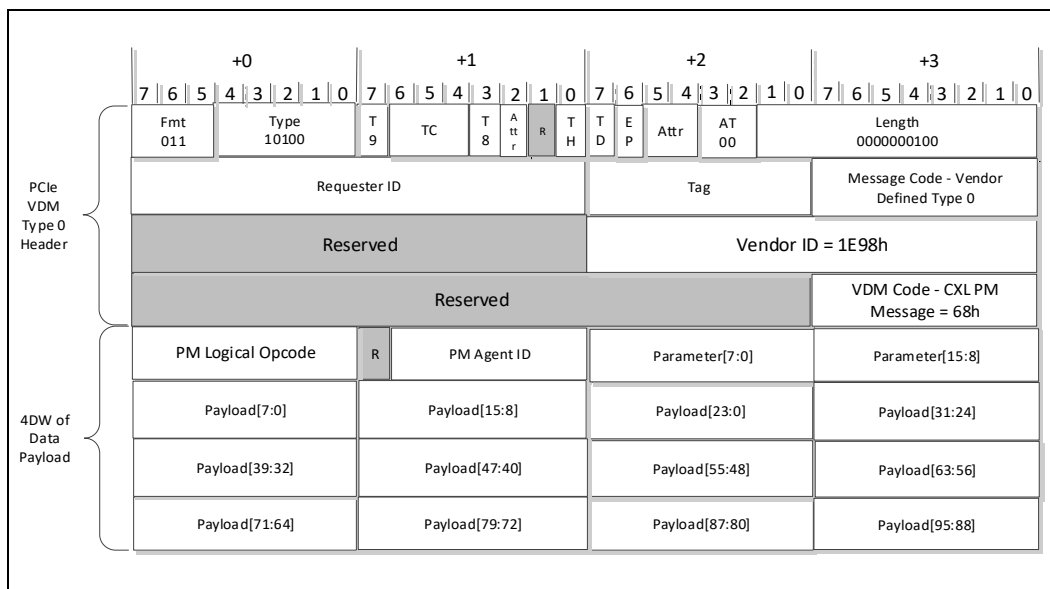 +0 +1 +2 +3
7 6 5 4 3 2 1 0 7 6 5 4 3 2 1 0 7 6 5 4 3 2 1 0 7 6 5 4 3 2 1 0
Fmt
011
Type
10100
T
9
TC
T
8
A
tt
r
R
T
H
T
D
E
P
Attr
AT
00
Length
0000000100
PCIe
VDM
Type 0
Header
Requester ID
Tag
Message Code - Vendor
Defined Type 0
Reserved
Vendor ID = 1E98h
Reserved
VDM Code - CXL PM
Message = 68h
4DW of
Data
Payload
PM Logical Opcode
R
PM Agent ID
Parameter[7:0]
Parameter[15:8]
Payload[7:0]
Payload[15:8]
Payload[23:0]
Payload[31:24]
Payload[39:32]
Payload[47:40]
Payload[55:48]
Payload[63:56]
Payload[71:64]
Payload[79:72]
Payload[87:80]
Payload[95:88]